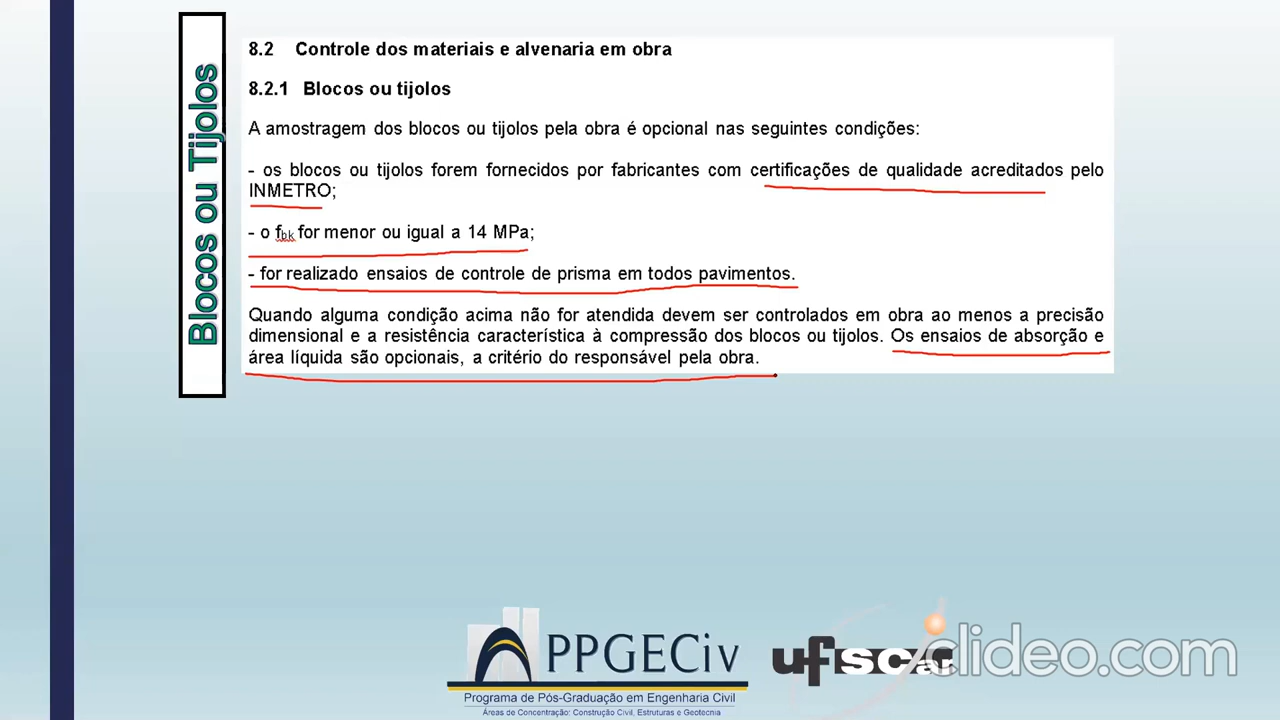 Blocos ou Tijolos
8.2 Controle dos materiais e alvenaria em obra
8.2.1 Blocos ou tijolos
A amostragem dos blocos ou tijolos pela obra é opcional nas seguintes condições:
- os blocos ou tijolos forem fornecidos por fabricantes com certificações de qualidade acreditados pelo
INMETRO;
- o fbk for menor ou igual a 14 MPa;
- for realizado ensaios de controle de prisma em todos pavimentos.
Quando alguma condição acima não for atendida devem ser controlados em obra ao menos a precisão
dimensional e a resistência característica à compressão dos blocos ou tijolos. Os ensaios de absorção e
área líquida são opcionais, a critério do responsável pela obra.
PPGECiv
Programa de Pós-Graduação em Engenharia Civil
Áreas de Concentração: Construção Civil, Estruturas e Geotecnia
ufscar
clideo.com